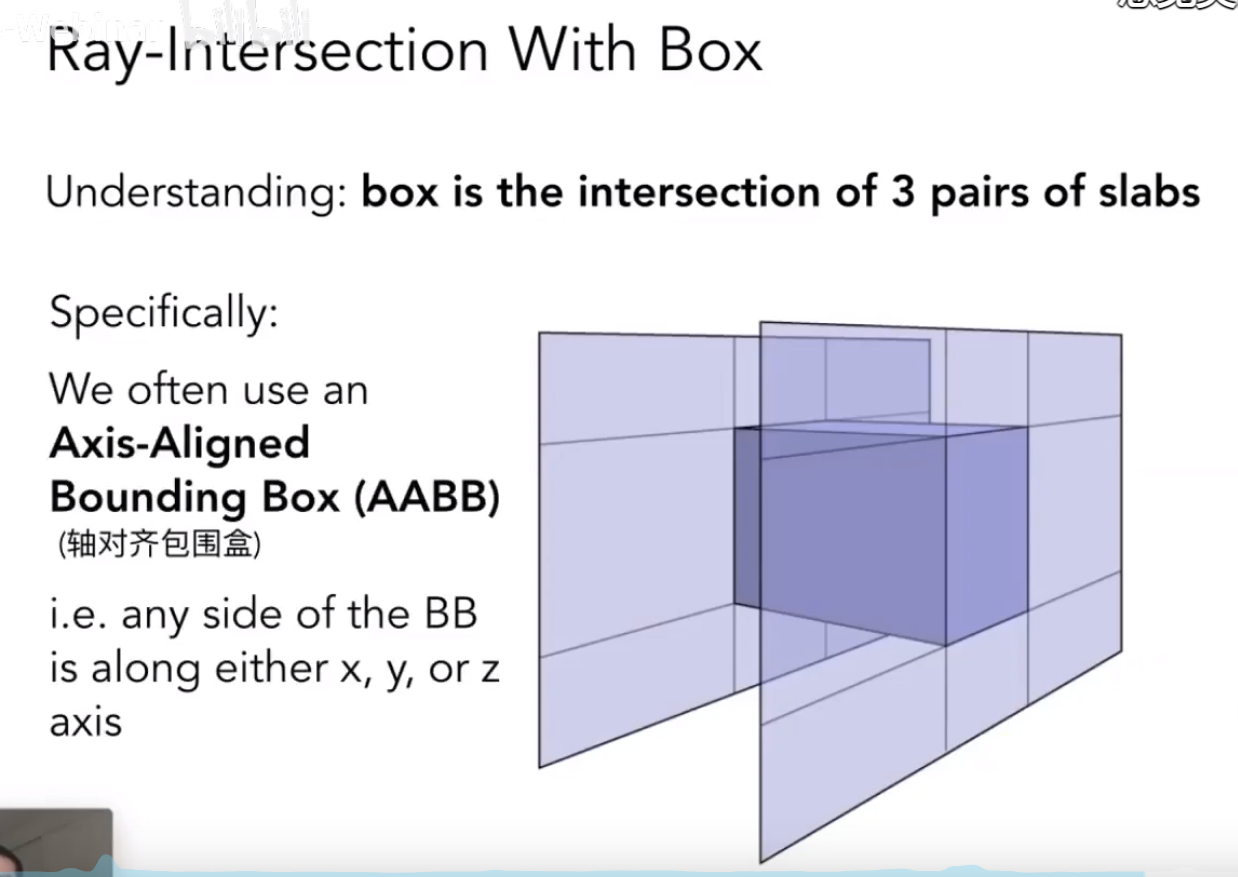 Ray-Intersection With Box
Understanding: box is the intersection of 3 pairs of slabs
Specifically:
We often use an
Axis-Aligned
Bounding Box (AABB)
(轴对齐包围盒)
i.e. any side of the BB
is along either x, y, or z
axis